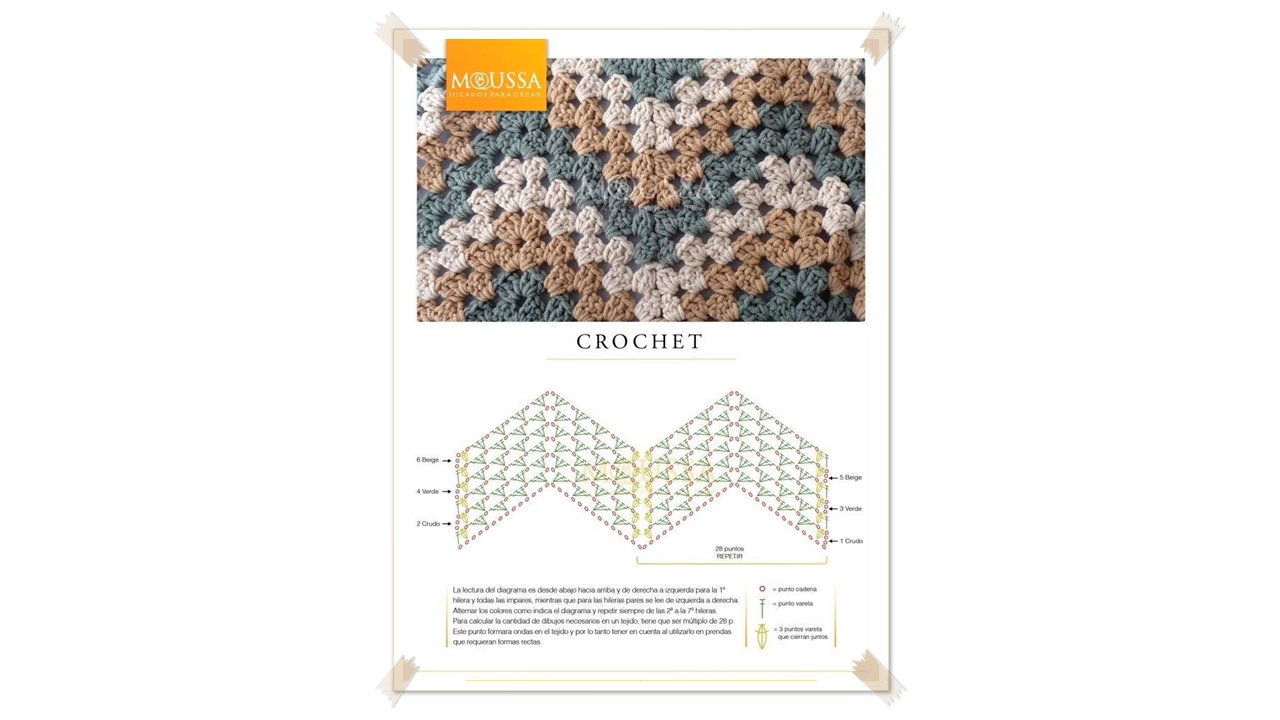 MOUSSA
HILADOS PARA CREAR
MOUSSA
CROCHET
6 Beige
4 Verde
2 Crudo
5 Beige
3 Verde
1 Crudo
28 puntos
REPETIR
La lectura del diagrama es desde abajo hacia arriba y de derecha a izquierda para la 1º
hilera y todas las impares, mientras que para las hileras pares se lee de izquierda a derecha.
Alternar los colores como indica el diagrama y repetir siempre de las 2ª a la 7ª hileras.
Para calcular la cantidad de dibujos necesarios en un tejido, tiene que ser múltiplo de 28 p.
Este punto formara ondas en el tejido y por lo tanto tener en cuenta al utilizarlo en prendas
que requieran formas rectas.
= punto cadena
= punto vareta
= 3 puntos vareta
que cierran juntos